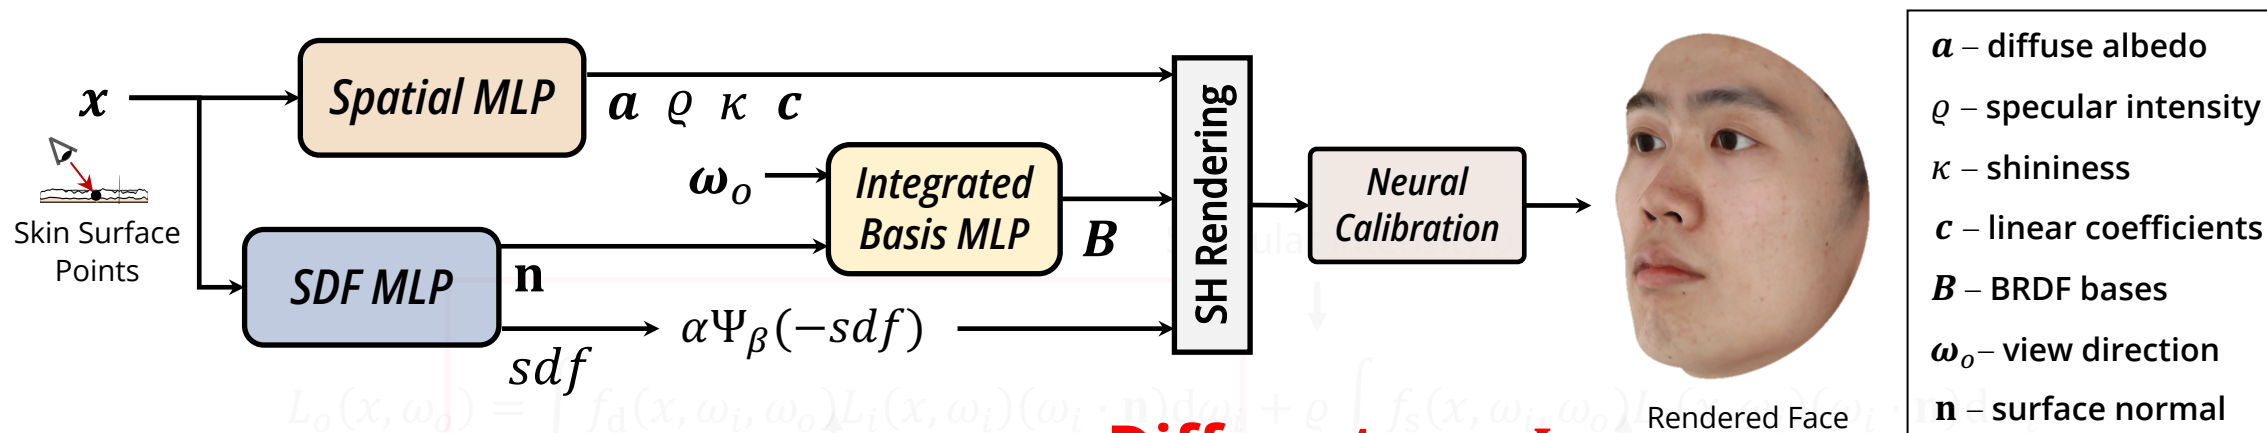 x
Skin Surface
Points
Spatial MLP
a ϱ κ c
SDF MLP
n
sdf
ω_o
Integrated
Basis MLP
B
αΨ_β(−sdf)
SH Rendering
Neural
Calibration
Rendered Face
a – diffuse albedo
ϱ – specular intensity
κ – shininess
c – linear coefficients
B – BRDF bases
ω_o – view direction
n – surface normal